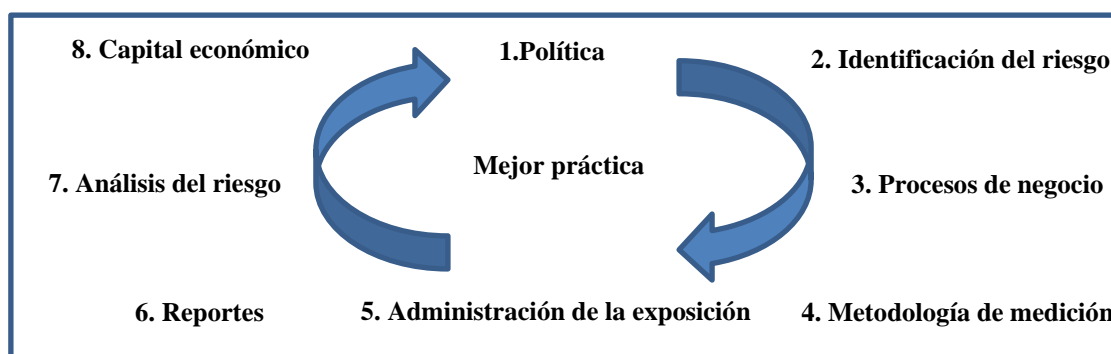 8. Capital económico
1.Política
2. Identificación del riesgo
Mejor práctica
7. Análisis del riesgo
3. Procesos de negocio
6. Reportes
5. Administración de la exposición
4. Metodología de medición